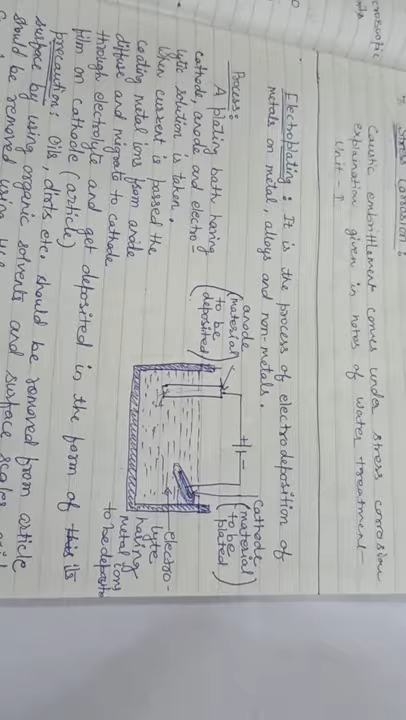 4. Stress Corrosion :
Caustic embrittlement comes under stress corrosion
explaination given in notes of water treatment -
Unit - I
Electroplating : It is the process of electrodeposition of
metals on metal, alloys and non-metals.
Process:
A plating bath having
cathode, anode and electro-
lytic solution is taken.
When current is passed the
coating metal ions from anode
diffuse and migrate to cathode
through electrolyte and get deposited in the form of its
film on cathode (article)
anode
(material
to be
deposited)
+ -
cathode
(material
to be
plated)
electro-
lyte
having
metal ions
to be deposite
precaution: Oils, dirts etc. should be removed from article
surface by using organic solvents and surface scales
should be removed using